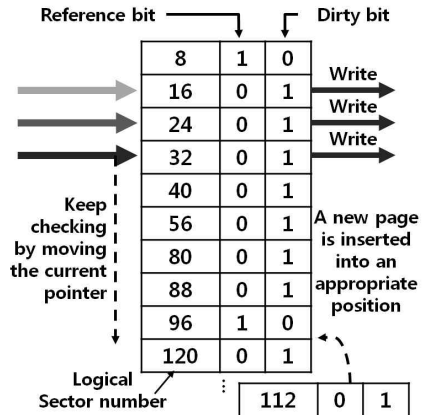 Reference bit
Dirty bit
8 1 0
16 0 1
Write
24 0 1
Write
32 0 1
Write
40 0 1
56 0 1
80 0 1
88 0 1
96 1 0
120 0 1
Keep
checking
by moving
the current
pointer
A new page
is inserted
into an
appropriate
position
Logical
Sector number
⋮
112 0 1